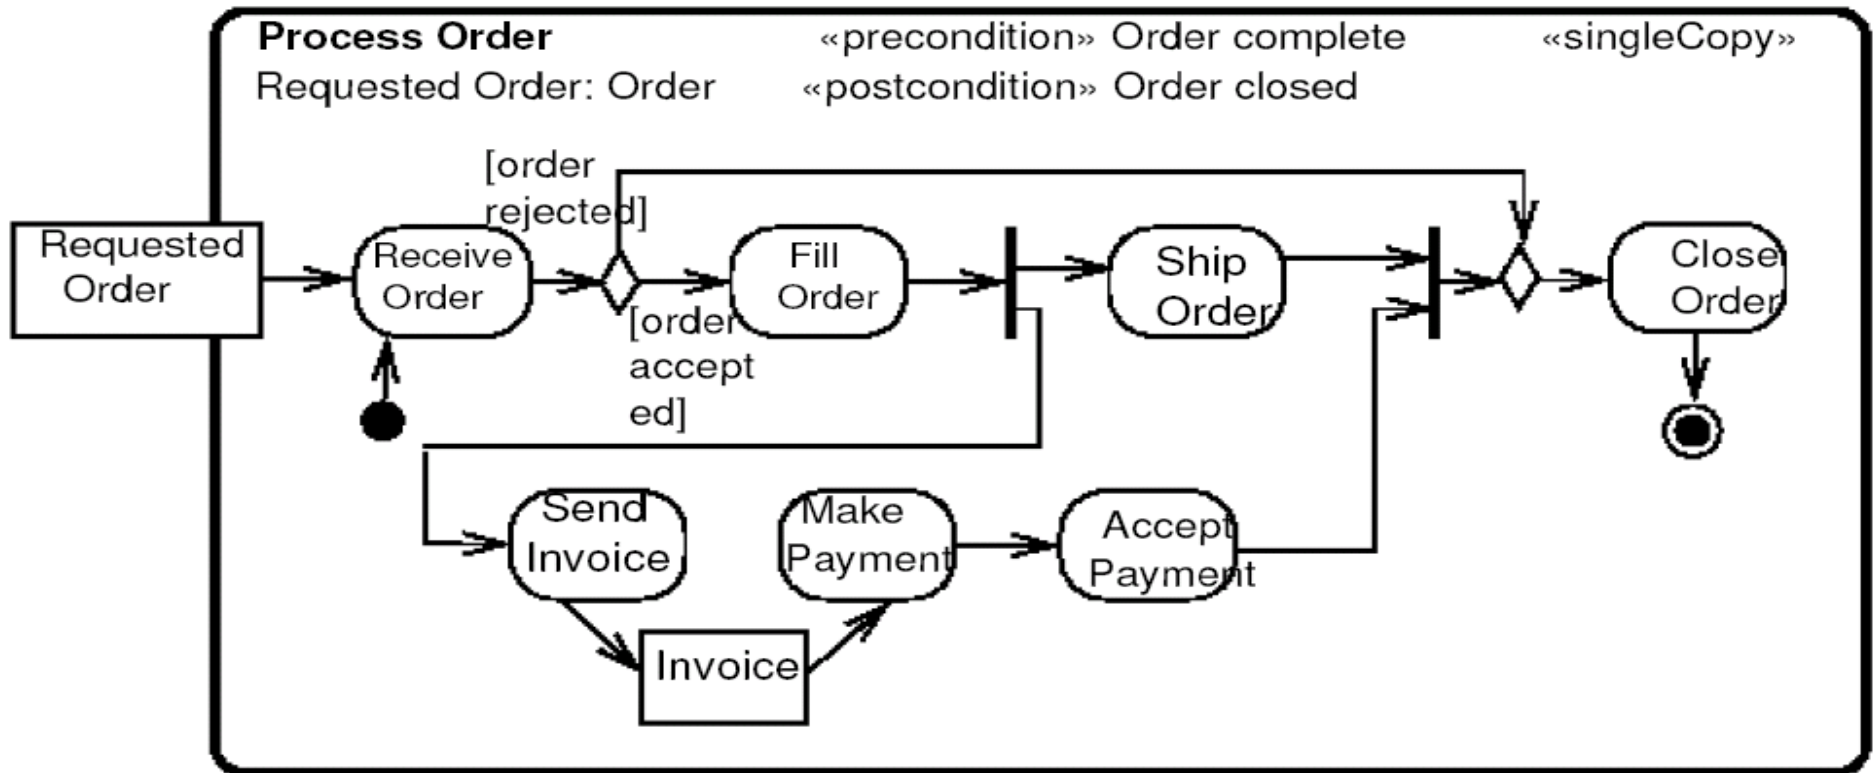 Process Order «precondition» Order complete «singleCopy»
Requested Order: Order «postcondition» Order closed
[order
rejected]
Requested
Order
Receive
Order
Fill
Order
Ship
Order
Close
Order
[order
accept
ed]
Send
Invoice
Make
Payment
Accept
Payment
Invoice